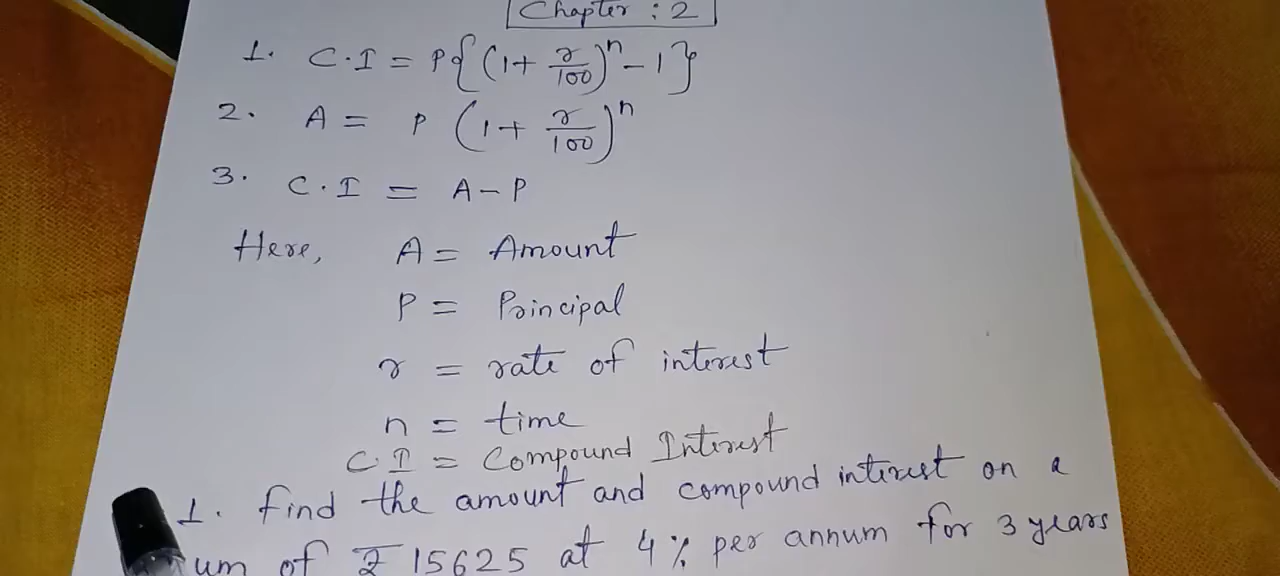 Chapter : 2
1. C.I = P{(1+ r/100)^n - 1}
2. A = P (1+ r/100)^n
3. C.I = A-P
Here, A = Amount
P = Principal
r = rate of interest
n = time
C.I = Compound Interest
1. find the amount and compound interest on a
um of ₹ 15625 at 4% per annum for 3 years